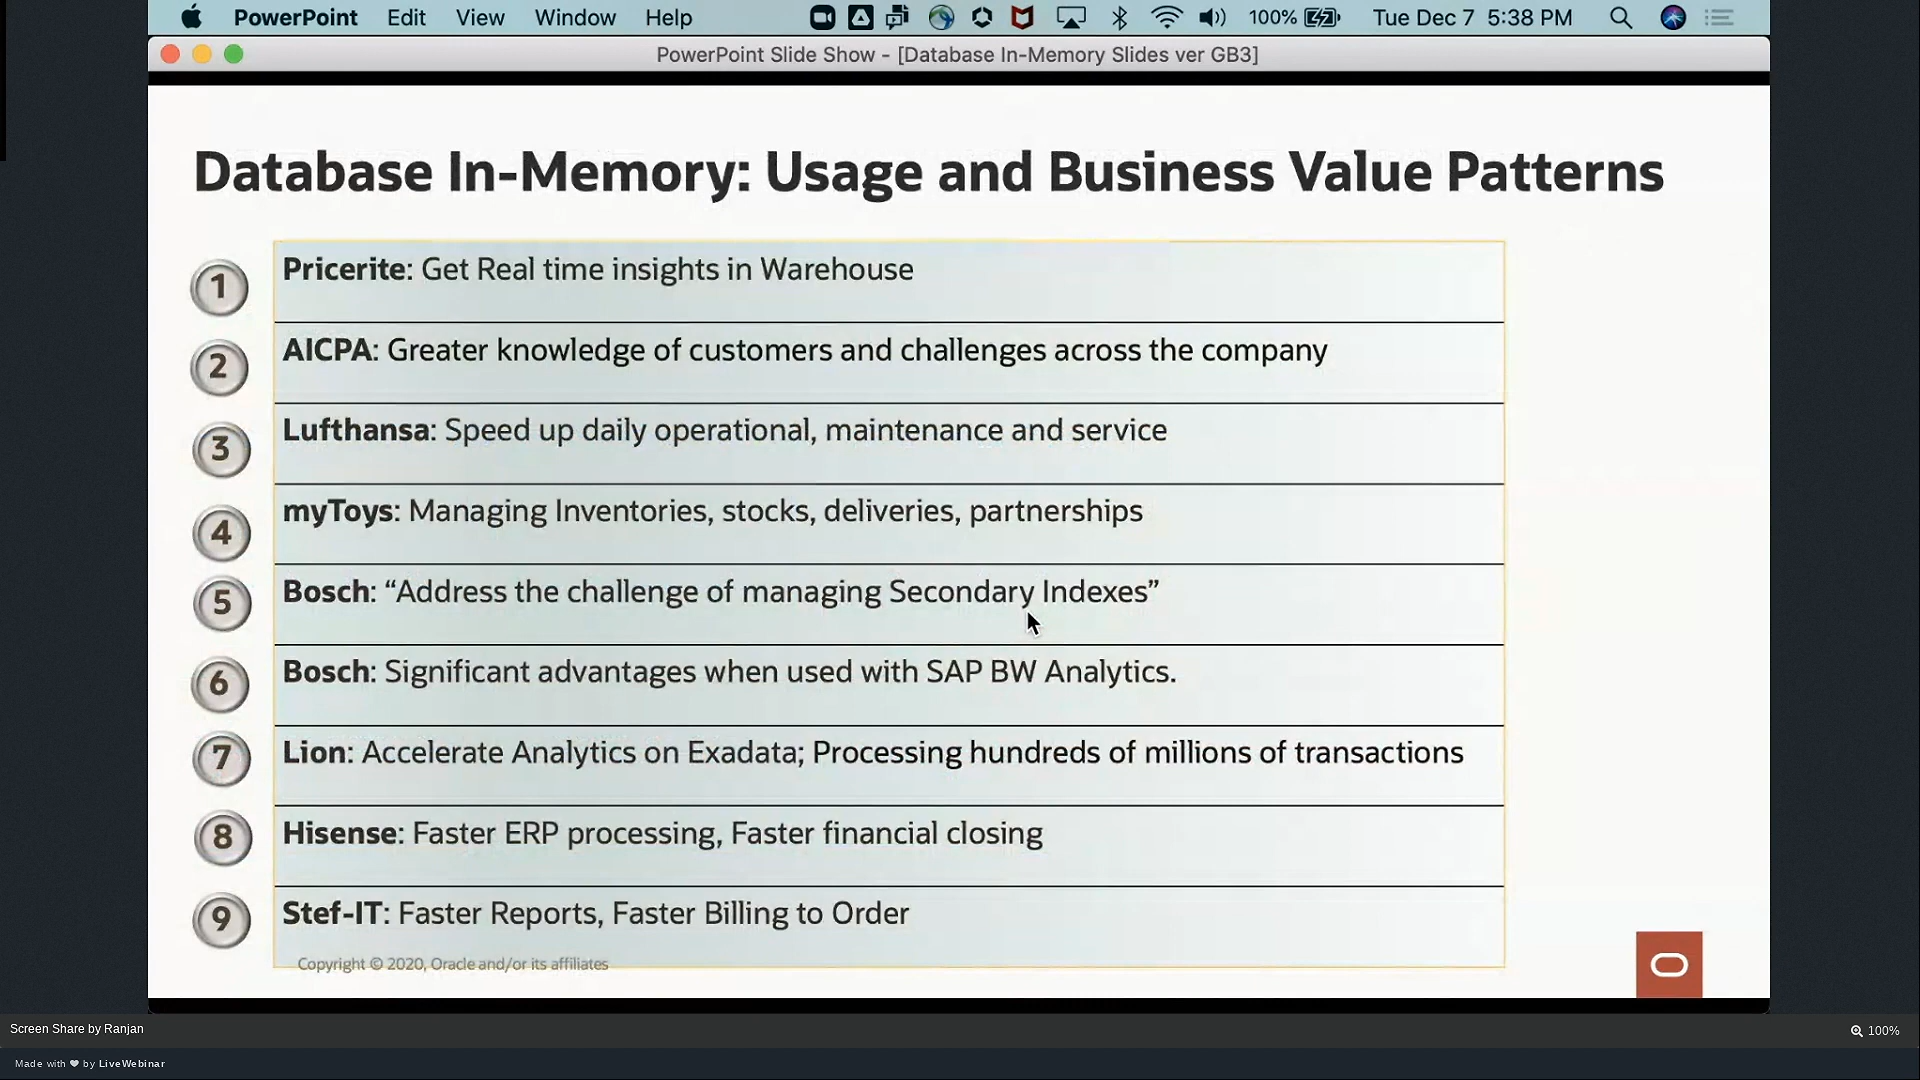 PowerPoint Edit View Window Help 100% Tue Dec 7 5:38 PM
PowerPoint Slide Show - [Database In-Memory Slides ver GB3]
Database In-Memory: Usage and Business Value Patterns
1 Pricerite: Get Real time insights in Warehouse
2 AICPA: Greater knowledge of customers and challenges across the company
3 Lufthansa: Speed up daily operational, maintenance and service
4 myToys: Managing Inventories, stocks, deliveries, partnerships
5 Bosch: “Address the challenge of managing Secondary Indexes”
6 Bosch: Significant advantages when used with SAP BW Analytics.
7 Lion: Accelerate Analytics on Exadata; Processing hundreds of millions of transactions
8 Hisense: Faster ERP processing, Faster financial closing
9 Stef-IT: Faster Reports, Faster Billing to Order
Copyright © 2020, Oracle and/or its affiliates
Screen Share by Ranjan 100%
Made with ❤ by LiveWebinar